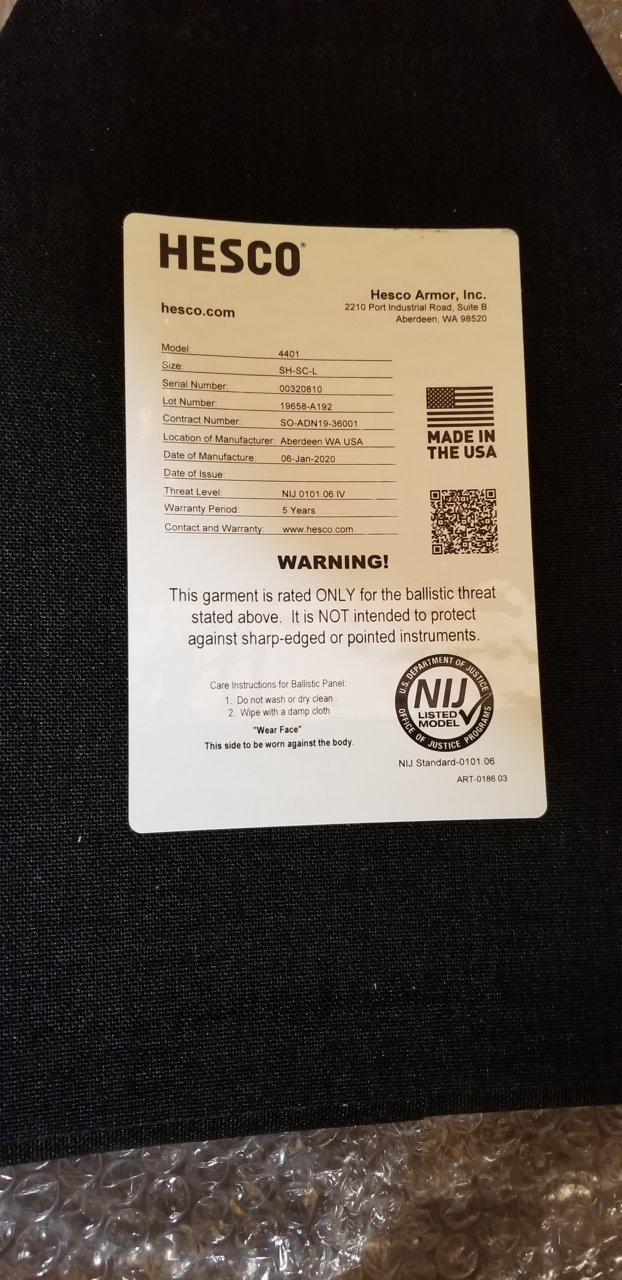 HESCO®
hesco.com
Hesco Armor, Inc.
2210 Port Industrial Road, Suite B
Aberdeen, WA 98520
Model: 4401
Size: SH-SC-L
Serial Number: 00320810
Lot Number: 19658-A192
Contract Number: SO-ADN19-36001
Location of Manufacturer: Aberdeen WA USA
Date of Manufacture: 06-Jan-2020
Date of Issue:
Threat Level: NIJ 0101.06 IV
Warranty Period: 5 Years
Contact and Warranty: www.hesco.com
MADE IN
THE USA
WARNING!
This garment is rated ONLY for the ballistic threat
stated above. It is NOT intended to protect
against sharp-edged or pointed instruments.
Care Instructions for Ballistic Panel:
1. Do not wash or dry clean
2. Wipe with a damp cloth
"Wear Face"
This side to be worn against the body.
U.S. DEPARTMENT OF JUSTICE
NIJ
LISTED
MODEL
OFFICE OF JUSTICE PROGRAMS
NIJ Standard-0101.06
ART-0186 03